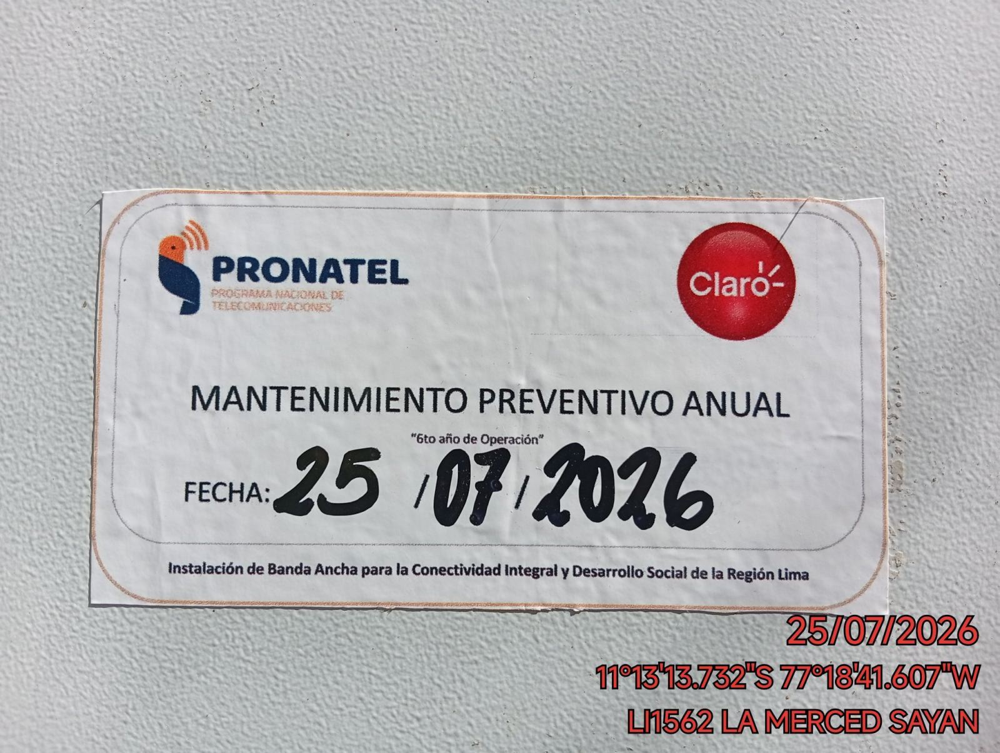 PRONATEL
PROGRAMA NACIONAL DE
TELECOMUNICACIONES
Claro
MANTENIMIENTO PREVENTIVO ANUAL
"6to año de Operación"
FECHA: 25 / 07 / 2026
Instalación de Banda Ancha para la Conectividad Integral y Desarrollo Social de la Región Lima
25/07/2026
11°13'13.732"S 77°18'41.607"W
LI1562 LA MERCED SAYAN